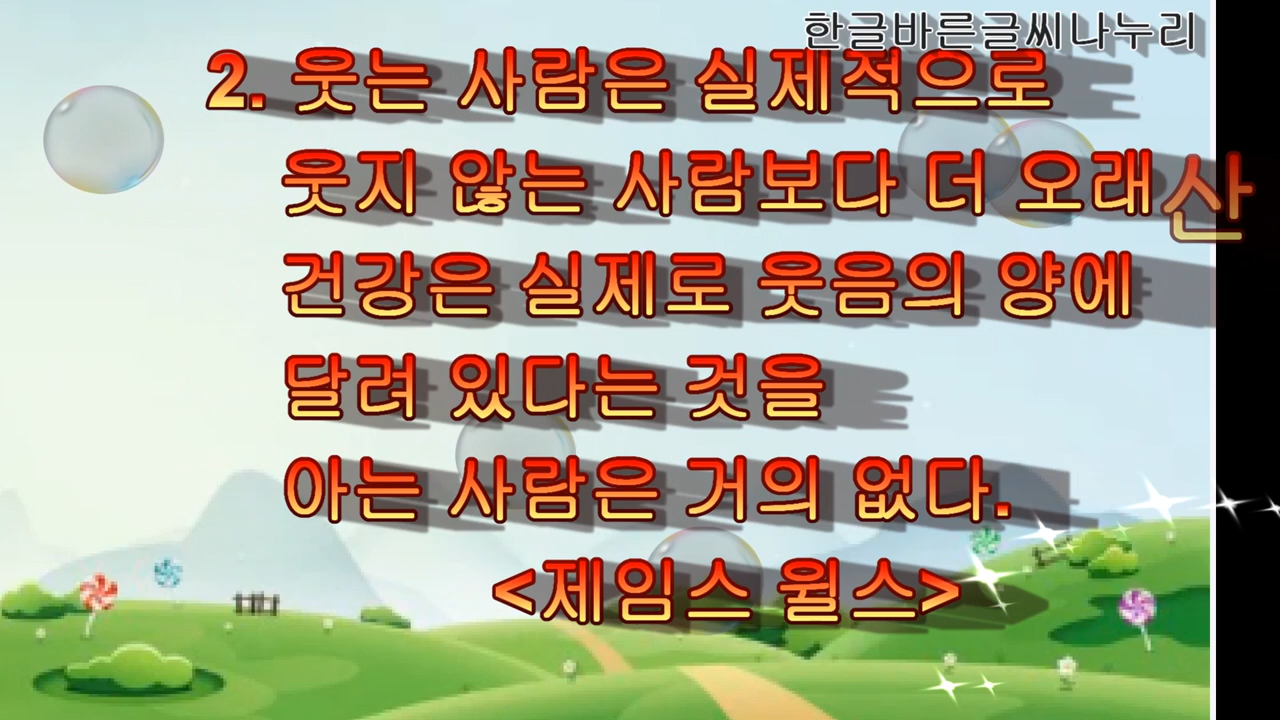 한글바른글씨나누리
2. 웃는 사람은 실제적으로
웃지 않는 사람보다 더 오래산
건강은 실제로 웃음의 양에
달려 있다는 것을
아는 사람은 거의 없다.
<제임스 월스>